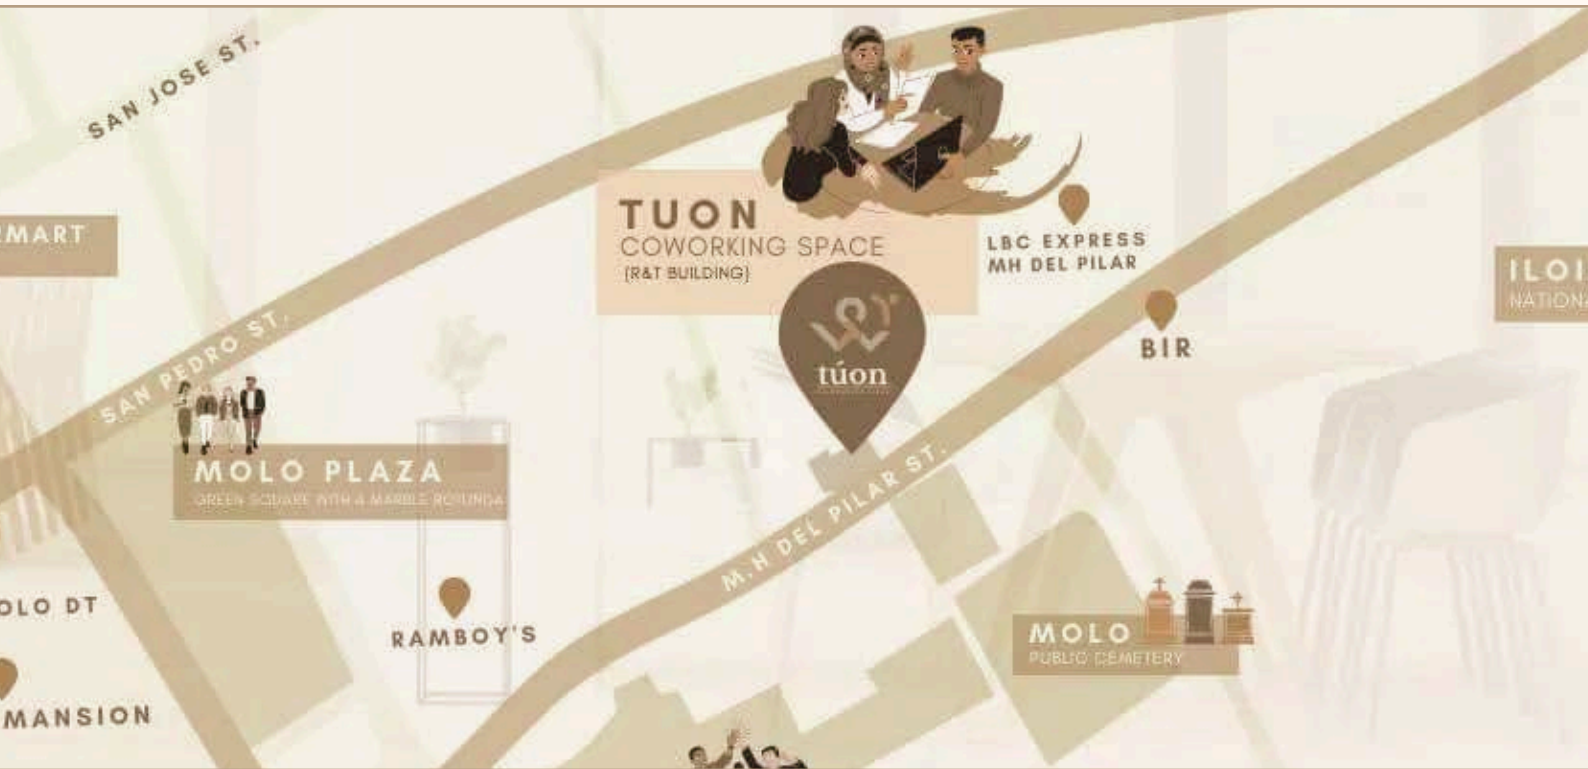 SAN JOSE ST.
MART
TUON
COWORKING SPACE
(R&T BUILDING)
LBC EXPRESS
MH DEL PILAR
ILOI
NATION
túon
BIR
SAN PEDRO ST.
MOLO PLAZA
GREEN SQUARE WITH A MARBLE ROTUNDA
M.H DEL PILAR ST.
OLO DT
RAMBOY'S
MOLO
PUBLIC CEMETERY
MANSION